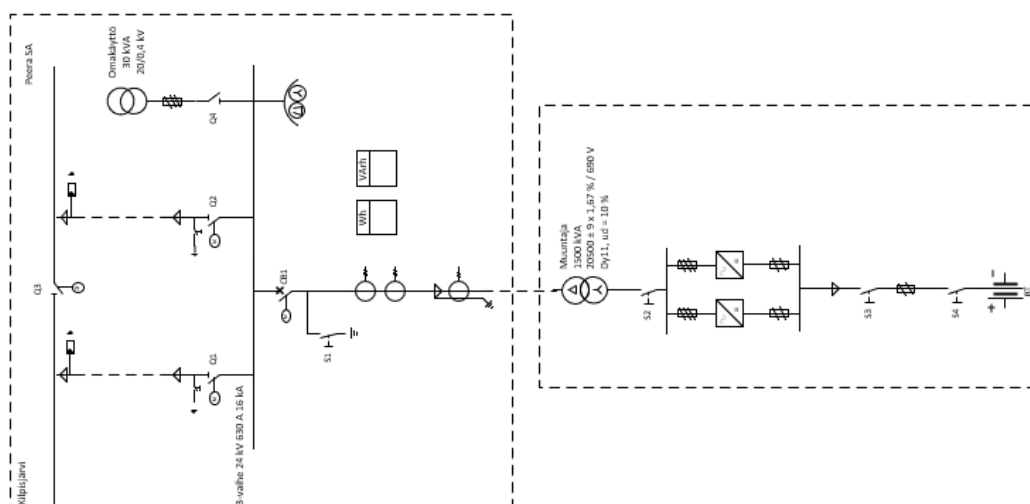 Peera SA
Omakäyttö
30 kVA
20/0,4 kV
Q4
Q2
VArh
Wh
Q3
CB1
S1
Q1
3-vaihe 24 kV 630 A 16 kA
Kilpisjärvi
Muuntaja
1500 kVA
20500 ± 9 x 1,67 % / 690 V
Dy11, ud = 10 %
S2
S3
S4
+
−